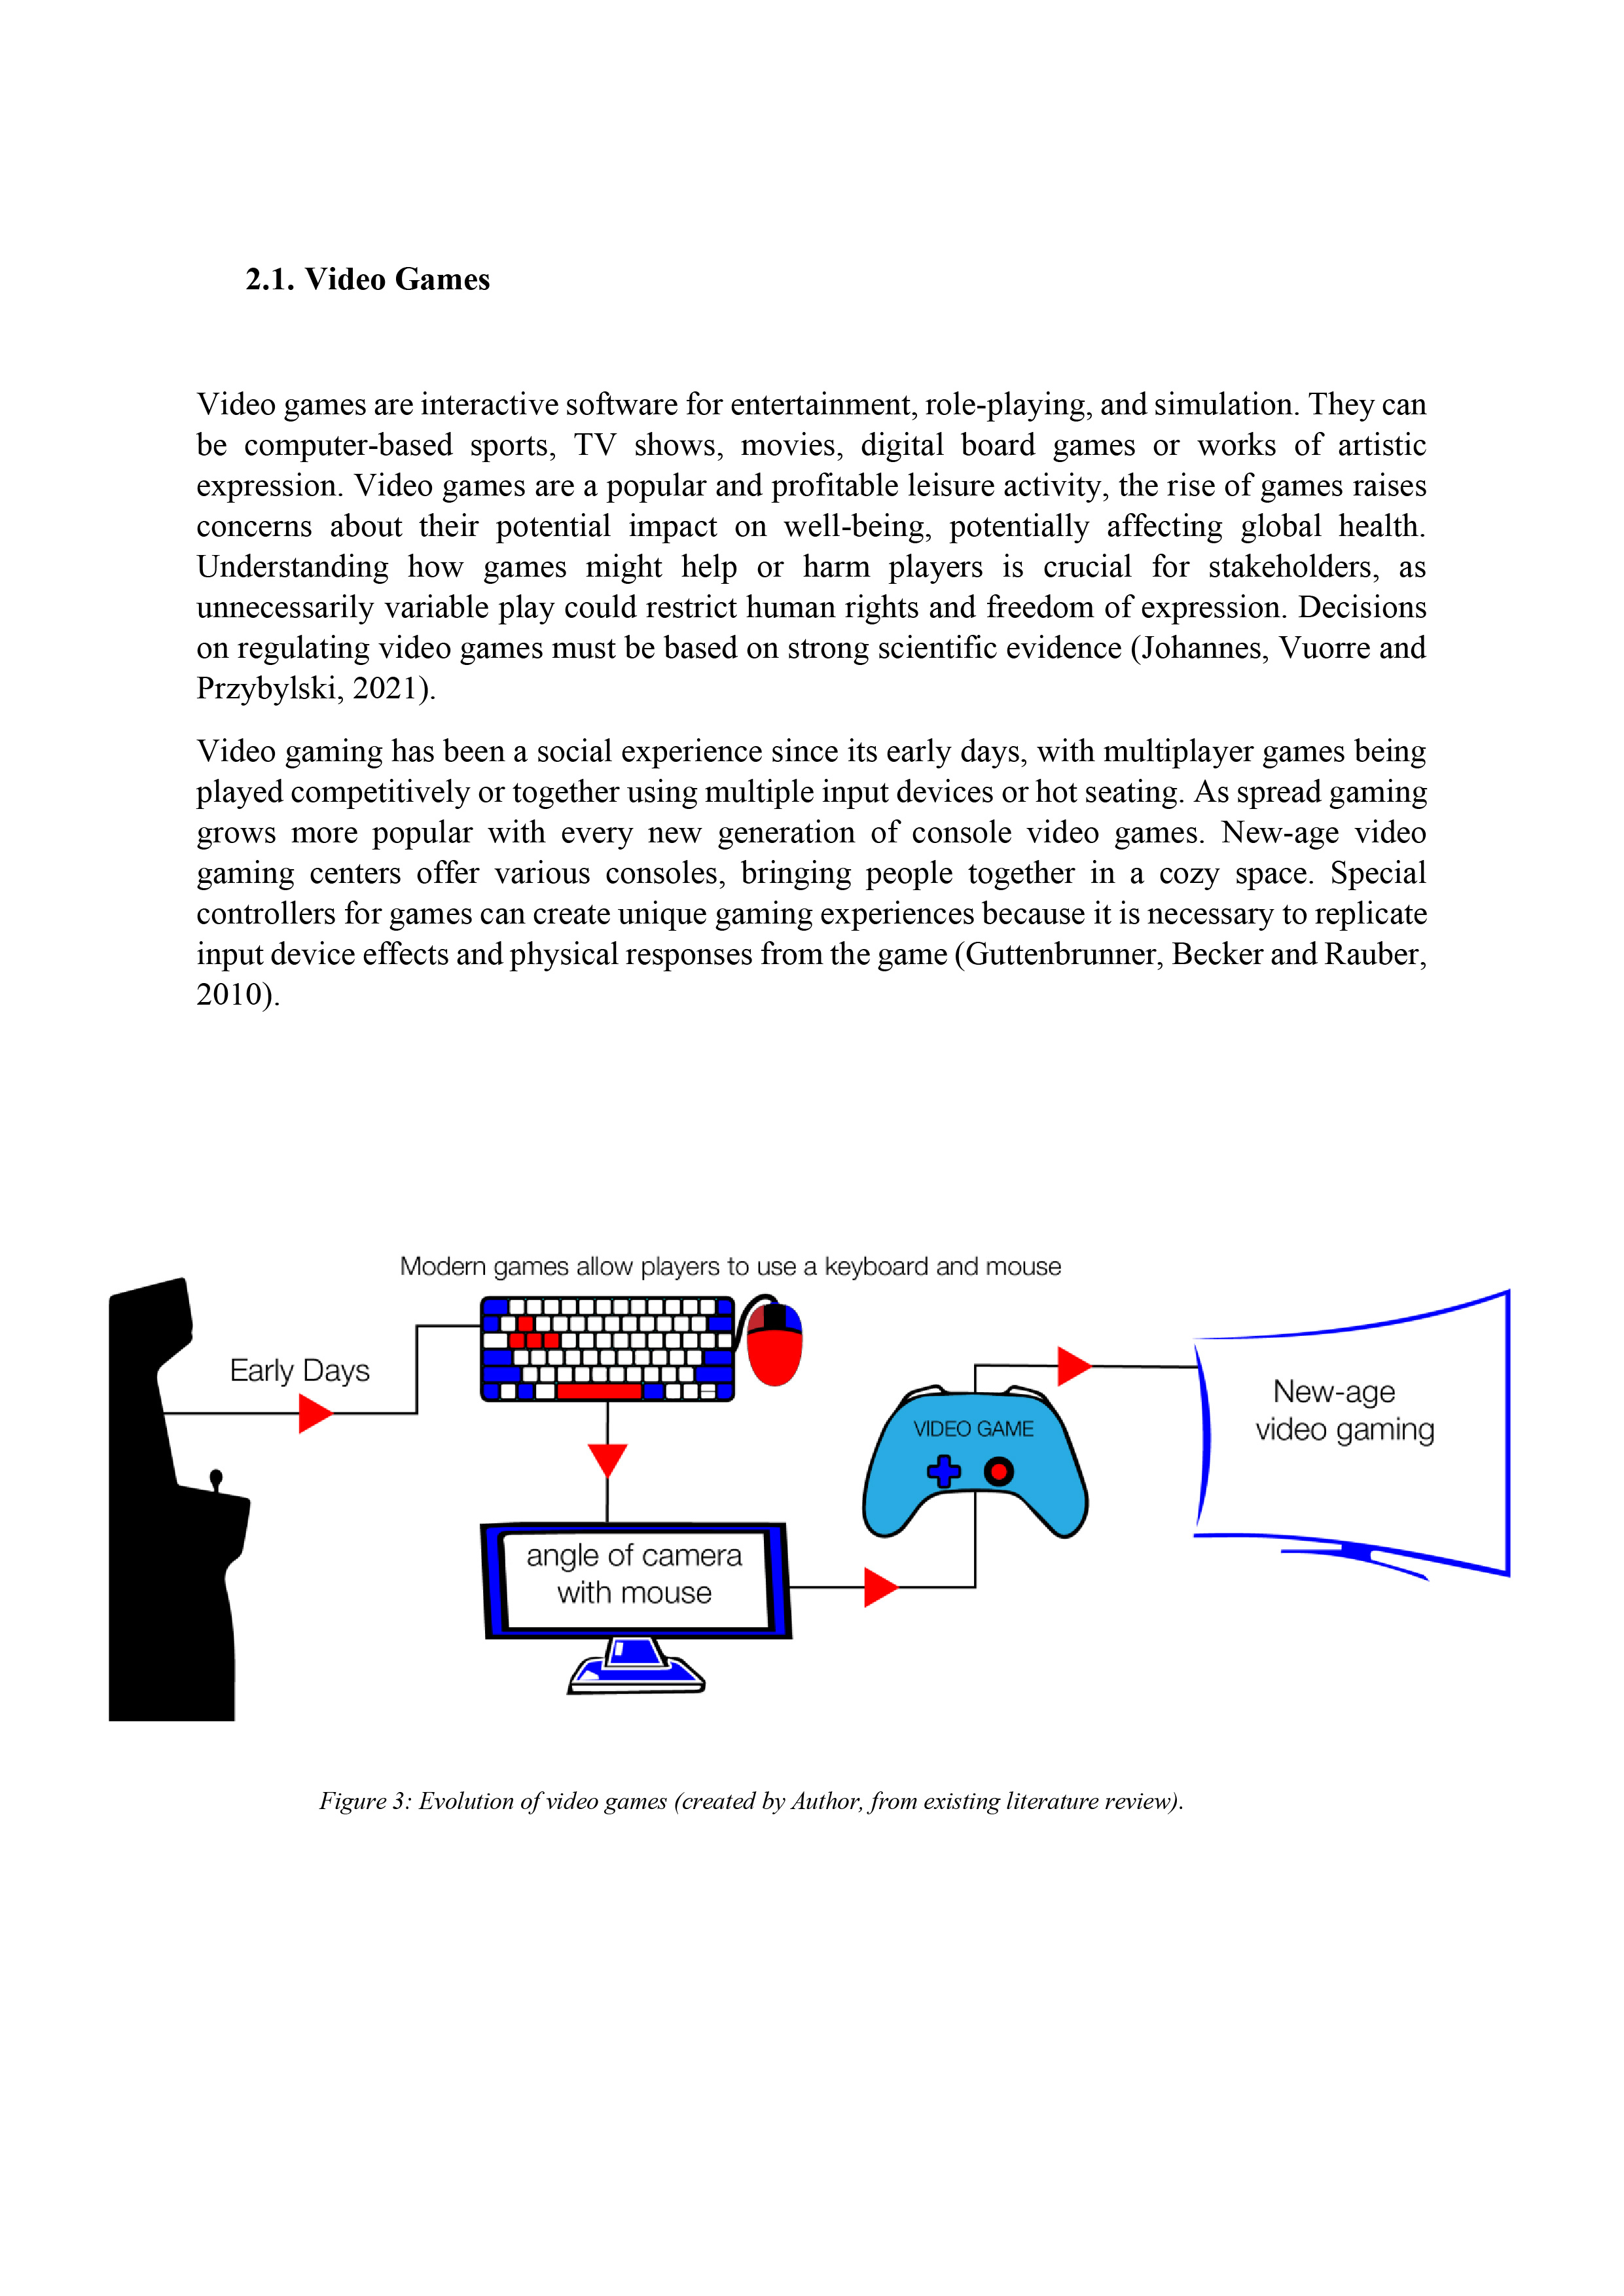 2.1. Video Games
Video games are interactive software for entertainment, role-playing, and simulation. They can
be computer-based sports, TV shows, movies, digital board games or works of artistic
expression. Video games are a popular and profitable leisure activity, the rise of games raises
concerns about their potential impact on well-being, potentially affecting global health.
Understanding how games might help or harm players is crucial for stakeholders, as
unnecessarily variable play could restrict human rights and freedom of expression. Decisions
on regulating video games must be based on strong scientific evidence (Johannes, Vuorre and
Przybylski, 2021).
Video gaming has been a social experience since its early days, with multiplayer games being
played competitively or together using multiple input devices or hot seating. As spread gaming
grows more popular with every new generation of console video games. New-age video
gaming centers offer various consoles, bringing people together in a cozy space. Special
controllers for games can create unique gaming experiences because it is necessary to replicate
input device effects and physical responses from the game (Guttenbrunner, Becker and Rauber,
2010).
Modern games allow players to use a keyboard and mouse
Early Days
angle of camera
with mouse
VIDEO GAME
New-age
video gaming
Figure 3: Evolution of video games (created by Author, from existing literature review).